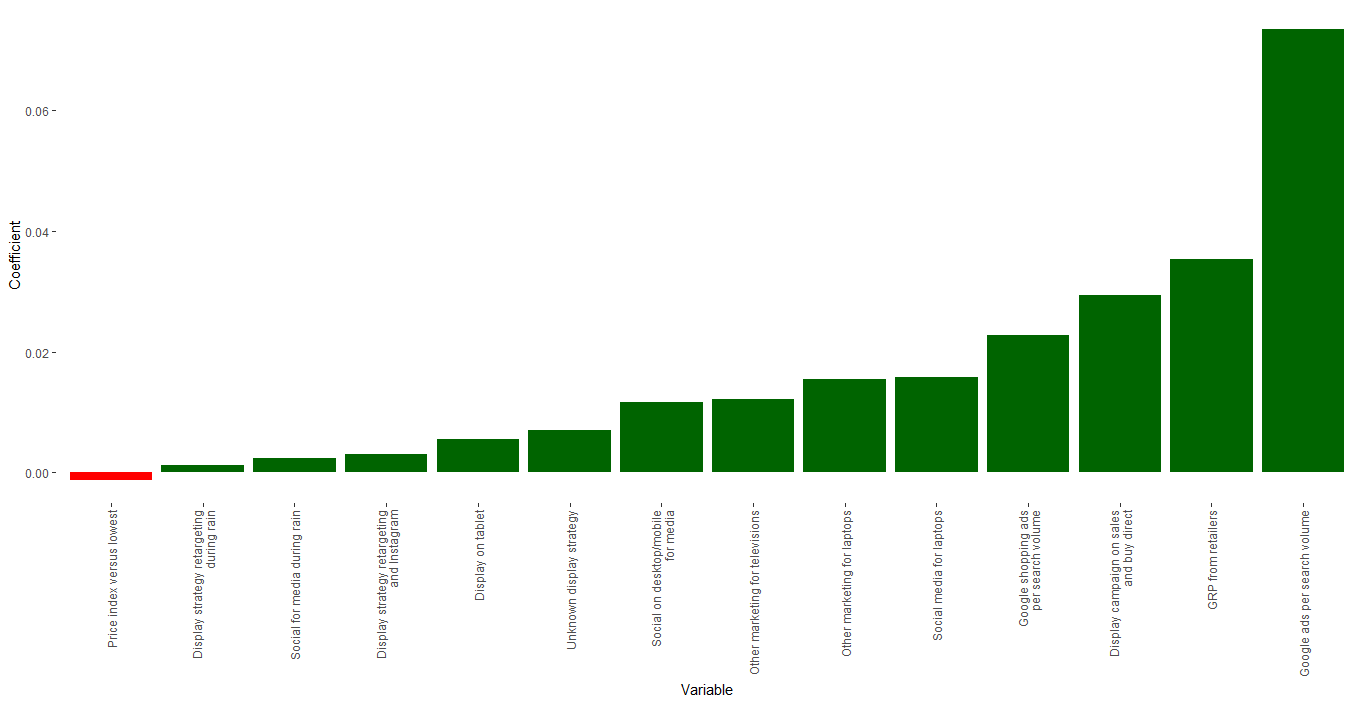 Coefficient
0.06
0.04
0.02
0.00
Price index versus lowest
Display strategy retargeting
during rain
Social for media during rain
Display strategy retargeting
and Instagram
Display on tablet
Unknown display strategy
Social on desktop/mobile
for media
Other marketing for televisions
Other marketing for laptops
Social media for laptops
Google shopping ads
per search volume
Display campaign on sales
and buy direct
GRP from retailers
Google ads per search volume
Variable